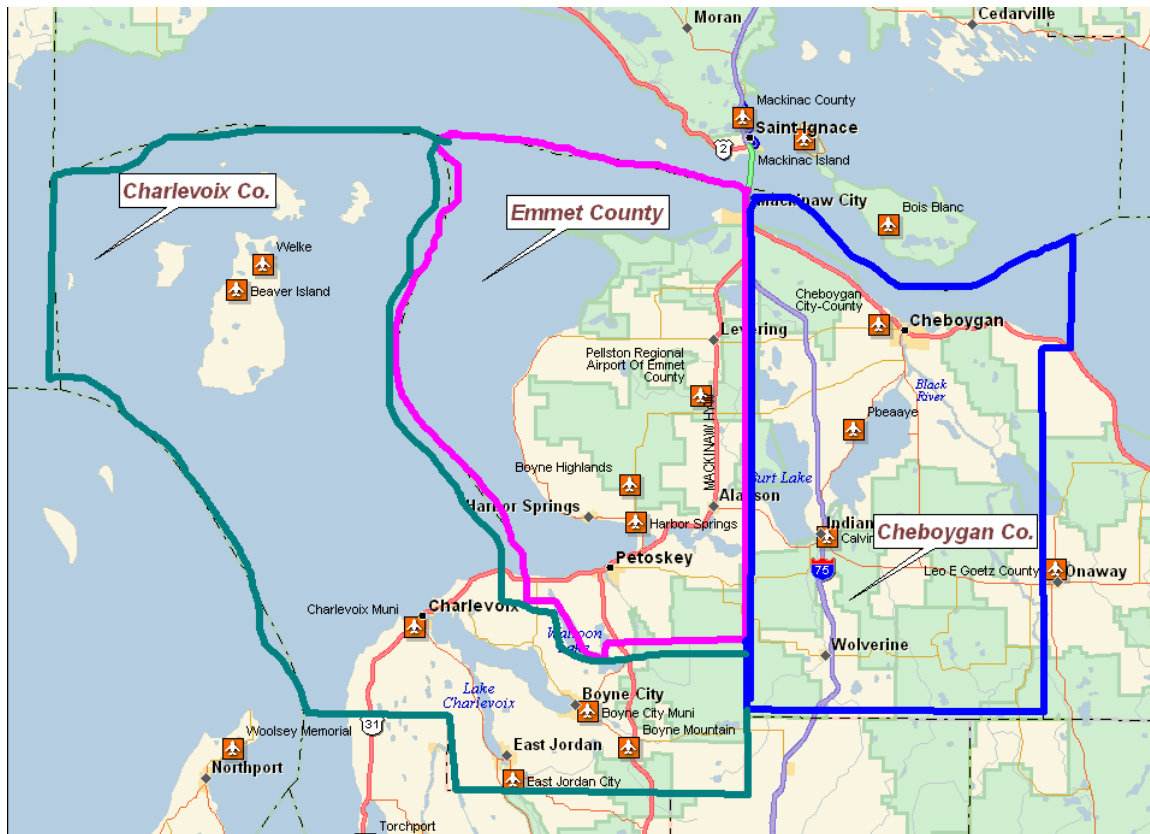 Moran
Cedarville
Mackinac County
Saint Ignace
2
Mackinac Island
Charlevoix Co.
Emmet County
Mackinaw City
Bois Blanc
Welke
Beaver Island
Cheboygan
City-County
Cheboygan
Levering
Pellston Regional
Airport Of Emmet
County
Black
River
MACKINAW HWY
Pbeaaye
Boyne Highlands
Burt Lake
Alanson
Harbor Springs
Harbor Springs
Indian
Calvin
Cheboygan Co.
Petoskey
75
Leo E Goetz County
Onaway
Charlevoix Muni
Charlevoix
Walloon
Lake
Wolverine
Lake
Charlevoix
Boyne City
Boyne City Muni
31
Woolsey Memorial
Boyne Mountain
East Jordan
Northport
East Jordan City
Torchport